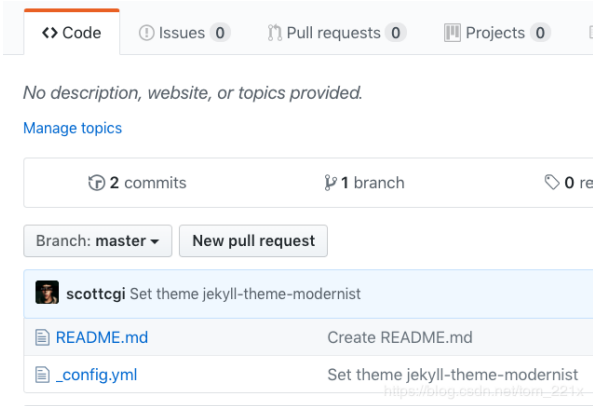 Code Issues 0 Pull requests 0 Projects 0
No description, website, or topics provided.
Manage topics
2 commits 1 branch 0 re
Branch: master New pull request
scottcgi Set theme jekyll-theme-modernist
README.md Create README.md
_config.yml Set theme jekyll-theme-modernist
https://blog.csdn.net/tom_221x